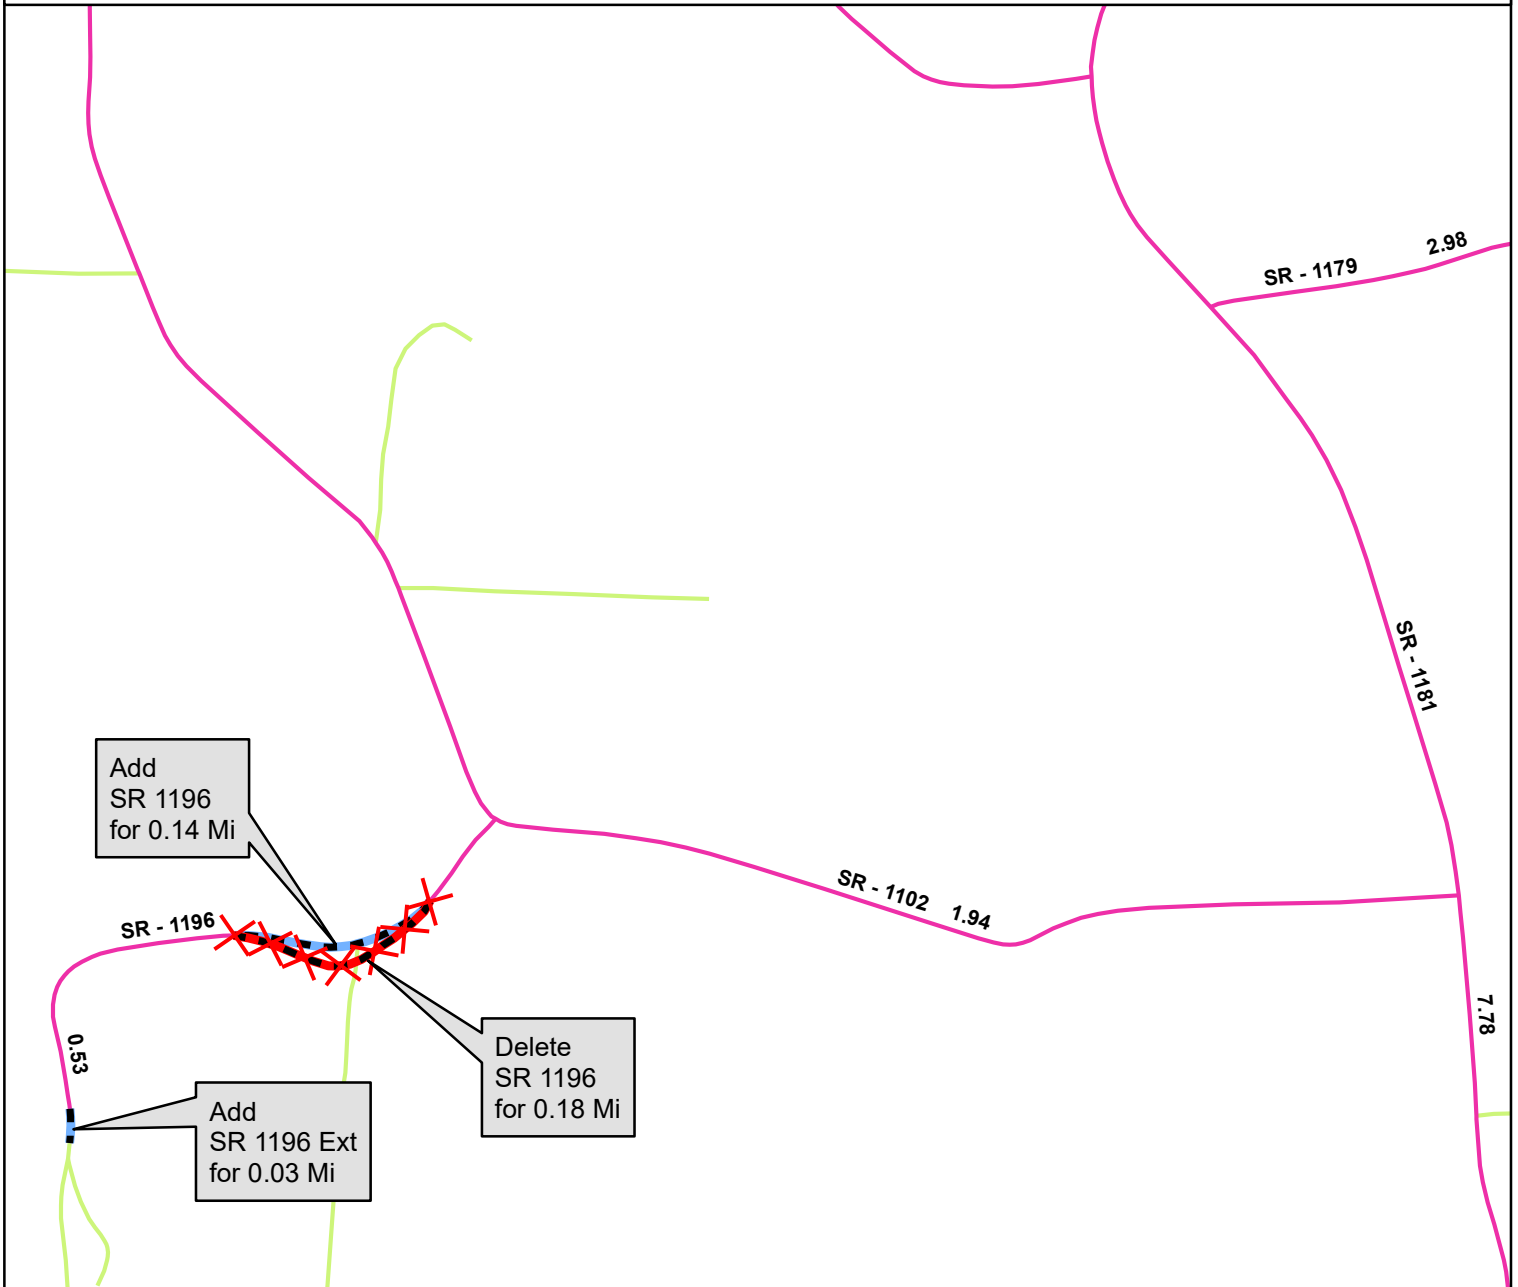 2.98
SR - 1179
SR - 1181
Add
SR 1196
for 0.14 Mi
SR - 1102 1.94
SR - 1196
7.78
0.53
Delete
SR 1196
for 0.18 Mi
Add
SR 1196 Ext
for 0.03 Mi